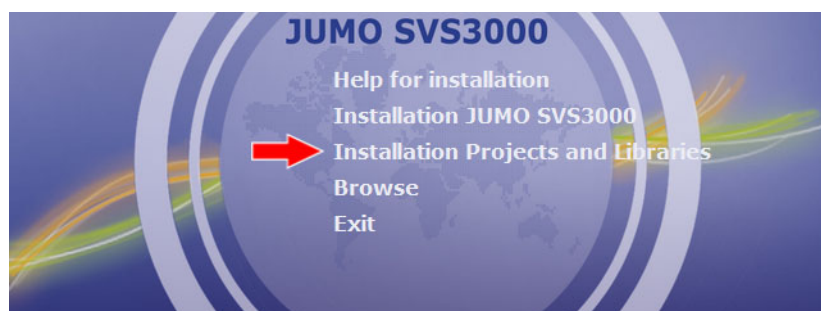 JUMO SVS3000
Help for installation
Installation JUMO SVS3000
Installation Projects and Libraries
Browse
Exit